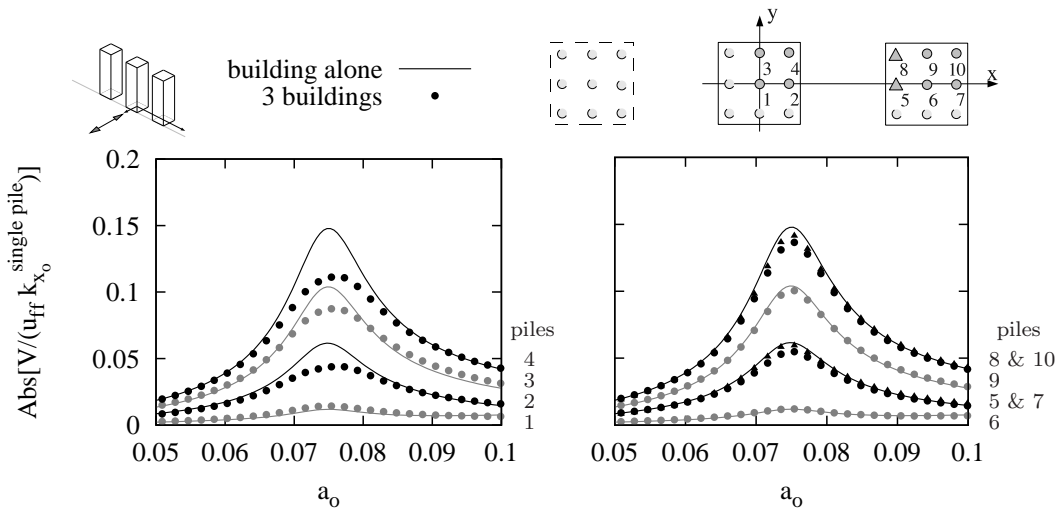 building alone
3 buildings
y
x
3 4
1 2
8 9 10
5 6 7
Abs[V/(u_ff k_{x_o}^{single pile})]
0.2
0.15
0.1
0.05
0
0.05 0.06 0.07 0.08 0.09 0.1
a_o
piles
4
3
2
1
0.05 0.06 0.07 0.08 0.09 0.1
a_o
piles
8 & 10
9
5 & 7
6